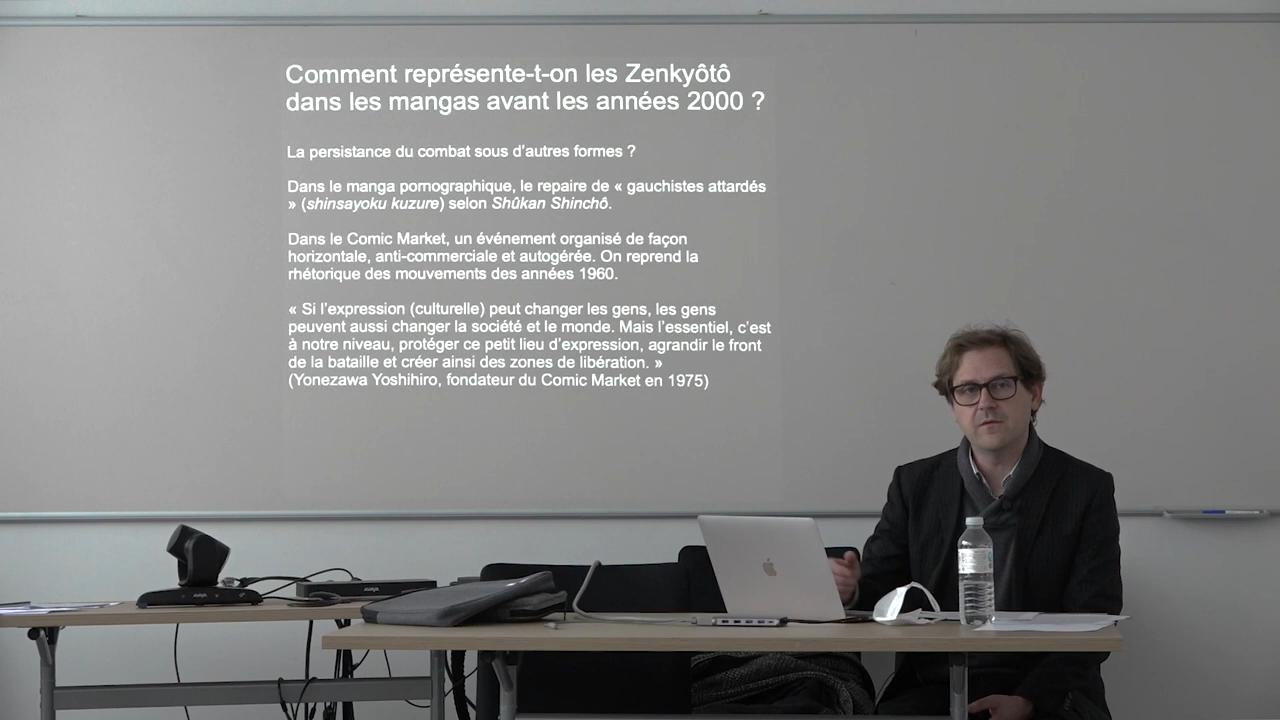 Comment représente-t-on les Zenkyôtô
dans les mangas avant les années 2000 ?
La persistance du combat sous d'autres formes ?
Dans le manga pornographique, le repaire de « gauchistes attardés
» (shinsayoku kuzure) selon Shûkan Shinchô.
Dans le Comic Market, un événement organisé de façon
horizontale, anti-commerciale et autogérée. On reprend la
rhétorique des mouvements des années 1960.
« Si l'expression (culturelle) peut changer les gens, les gens
peuvent aussi changer la société et le monde. Mais l'essentiel, c'est
à notre niveau, protéger ce petit lieu d'expression, agrandir le front
de la bataille et créer ainsi des zones de libération. »
(Yonezawa Yoshihiro, fondateur du Comic Market en 1975)